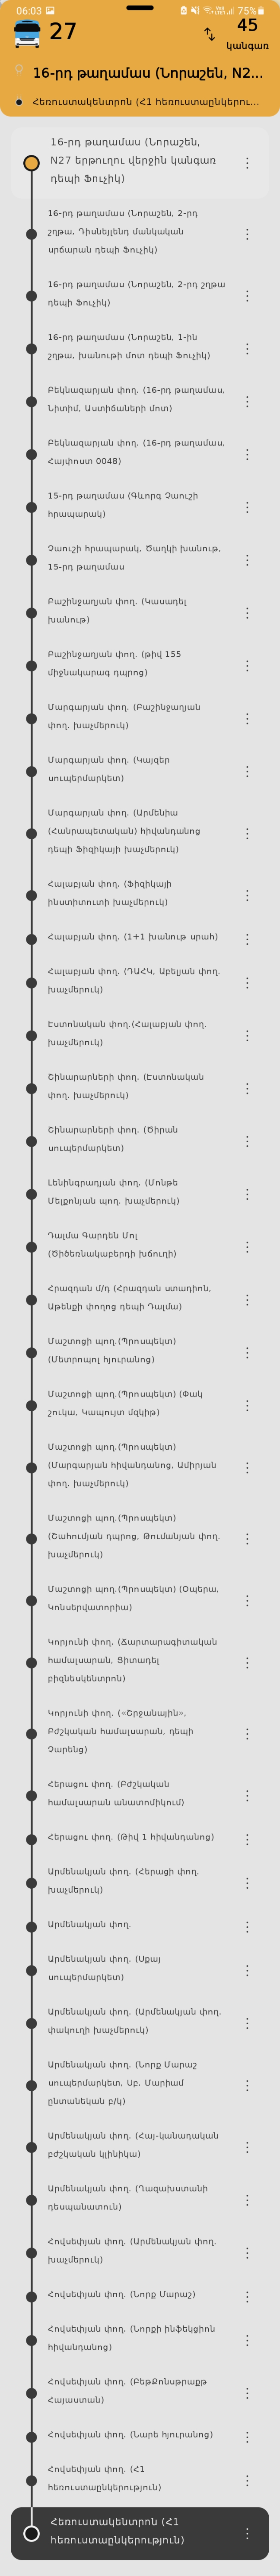 06:03
75%
27
45
կանգառ
16-րդ թաղամաս (Նորաշեն, N2...
Հեռուստակենտրոն (Հ1 հեռուստաընկերու...
16-րդ թաղամաս (Նորաշեն,
N27 երթուղու վերջին կանգառ
դեպի Ֆուչիկ)
16-րդ թաղամաս (Նորաշեն, 2-րդ
շղթա, Դիսնեյլենդ մանկական
սրճարան դեպի Ֆուչիկ)
16-րդ թաղամաս (Նորաշեն, 2-րդ շղթա
դեպի Ֆուչիկ)
16-րդ թաղամաս (Նորաշեն, 1-ին
շղթա, խանութի մոտ դեպի Ֆուչիկ)
Բեկնազարյան փող. (16-րդ թաղամաս,
Նիտիմ, Աստիճաների մոտ)
Բեկնազարյան փող. (16-րդ թաղամաս,
Հայփոստ 0048)
15-րդ թաղամաս (Գևորգ Չաուշի
հրապարակ)
Չաուշի հրապարակ, Ծաղկի խանութ,
15-րդ թաղամաս
Բաշինջաղյան փող. (Կասադել
խանութ)
Բաշինջաղյան փող. (թիվ 155
միջնակարագ դպրոց)
Մարգարյան փող. (Բաշինջաղյան
փող. խաչմերուկ)
Մարգարյան փող. (Կայզեր
սուպերմարկետ)
Մարգարյան փող. (Արմենիա
(Հանրապետական) հիվանդանոց
դեպի Ֆիզիկայի խաչմերուկ)
Հալաբյան փող. (Ֆիզիկայի
ինստիտուտի խաչմերուկ)
Հալաբյան փող. (1+1 խանութ սրահ)
Հալաբյան փող. (ԴԱՀԿ, Աբելյան փող.
խաչմերուկ)
Էստոնական փող.(Հալաբյան փող.
խաչմերուկ)
Շինարարների փող. (Էստոնական
փող. խաչմերուկ)
Շինարարների փող. (Ծիրան
սուպերմարկետ)
Լենինգրադյան փող. (Մոնթե
Մելքոնյան պող. խաչմերուկ)
Դալմա Գարդեն Մոլ
(Ծիծեռնակաբերդի խճուղի)
Հրազդան մ/դ (Հրազդան ստադիոն,
Աթենքի փողոց դեպի Դալմա)
Մաշտոցի պող.(Պրոսպեկտ)
(Մետրոպոլ հյուրանոց)
Մաշտոցի պող.(Պրոսպեկտ) (Փակ
շուկա, Կապույտ մզկիթ)
Մաշտոցի պող.(Պրոսպեկտ)
(Մարգարյան հիվանդանոց, Ամիրյան
փող. խաչմերուկ)
Մաշտոցի պող.(Պրոսպեկտ)
(Շահումյան դպրոց, Թումանյան փող.
խաչմերուկ)
Մաշտոցի պող.(Պրոսպեկտ) (Օպերա,
Կոնսերվատորիա)
Կորյունի փող. (Ճարտարագիտական
համալսարան, Ցիտադել
բիզնեսկենտրոն)
Կորյունի փող. («Շրջանային»,
Բժշկական համալսարան, դեպի
Չարենց)
Հերացու փող. (Բժշկական
համալսարան անատոմիկում)
Հերացու փող. (Թիվ 1 հիվանդանոց)
Արմենակյան փող. (Հերացի փող.
խաչմերուկ)
Արմենակյան փող.
Արմենակյան փող. (Սքայ
սուպերմարկետ)
Արմենակյան փող. (Արմենակյան փող.
փակուղի խաչմերուկ)
Արմենակյան փող. (Նորք Մարաշ
սուպերմարկետ, Սբ. Մարիամ
ընտանեկան բ/կ)
Արմենակյան փող. (Հայ-կանադական
բժշկական կլինիկա)
Արմենակյան փող. (Ղազախստանի
դեսպանատուն)
Հովսեփյան փող. (Արմենակյան փող.
խաչմերուկ)
Հովսեփյան փող. (Նորք Մարաշ)
Հովսեփյան փող. (Նորքի ինֆեկցիոն
հիվանդանոց)
Հովսեփյան փող. (ԲեթՔոնսթրաքթ
Հայաստան)
Հովսեփյան փող. (Նարե հյուրանոց)
Հովսեփյան փող. (Հ1
հեռուստաընկերություն)
Հեռուստակենտրոն (Հ1
հեռուստաընկերություն)